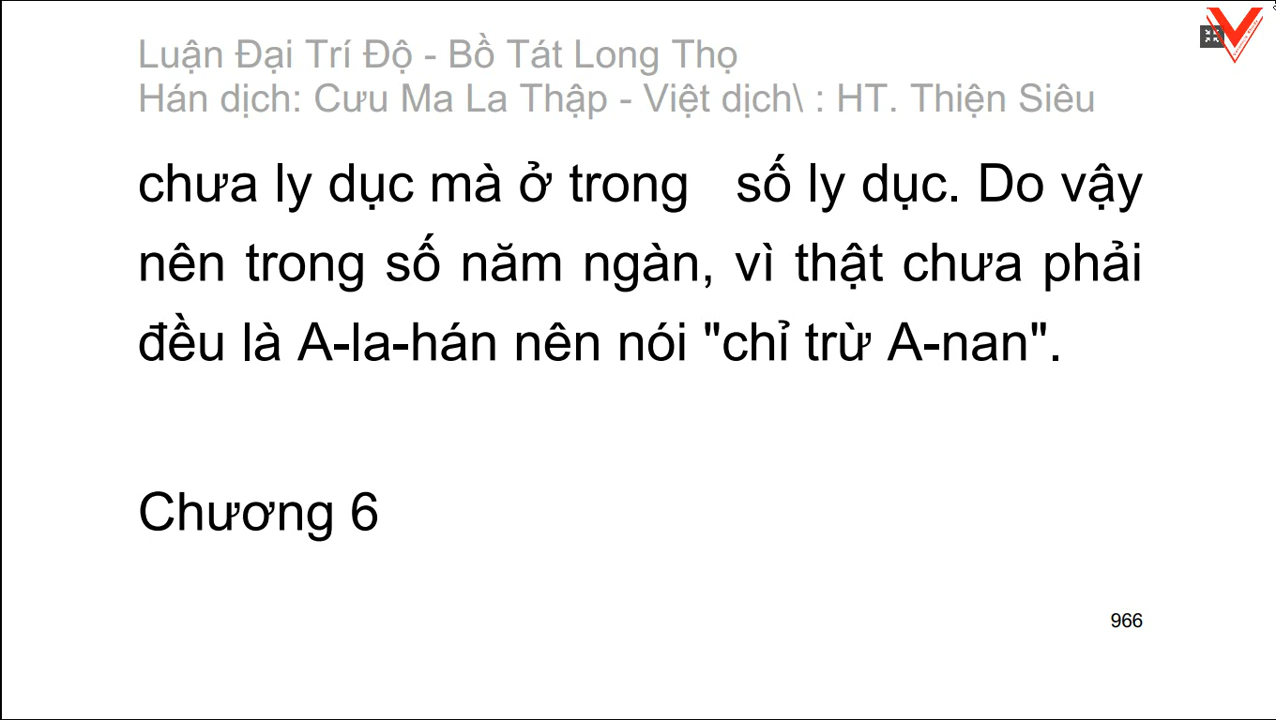 Luận Đại Trí Độ - Bồ Tát Long Thọ
Hán dịch: Cưu Ma La Thập - Việt dịch\ : HT. Thiện Siêu
chưa ly dục mà ở trong số ly dục. Do vậy
nên trong số năm ngàn, vì thật chưa phải
đều là A-la-hán nên nói "chỉ trừ A-nan".
Chương 6
966